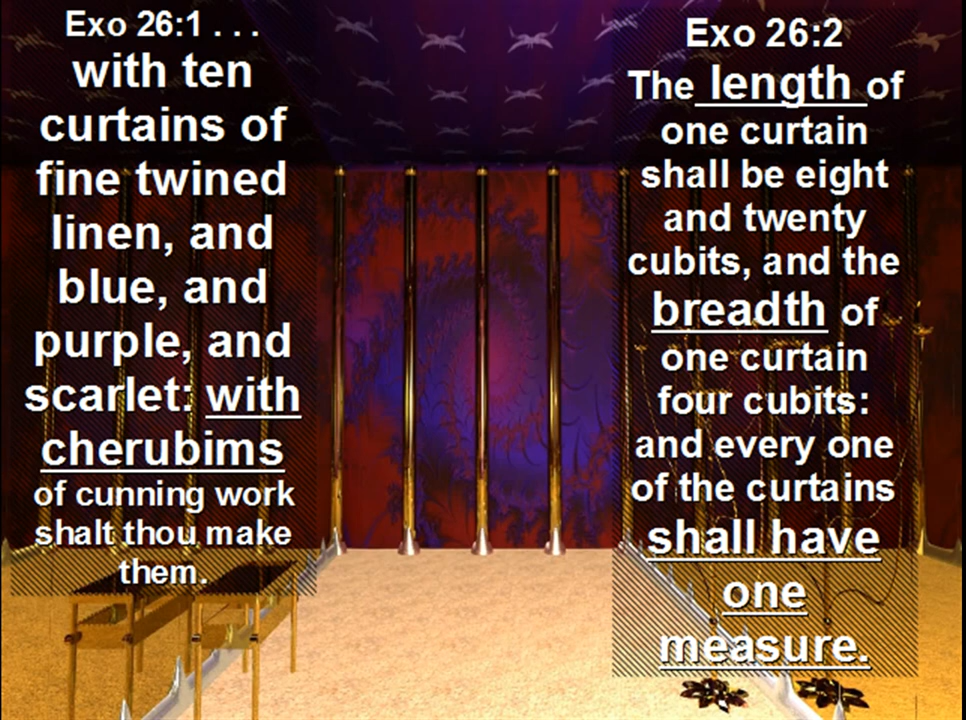 Exo 26:1 . . .
with ten
curtains of
fine twined
linen, and
blue, and
purple, and
scarlet: with
cherubims
of cunning work
shalt thou make
them.
Exo 26:2
The length of
one curtain
shall be eight
and twenty
cubits, and the
breadth of
one curtain
four cubits:
and every one
of the curtains
shall have
one
measure.